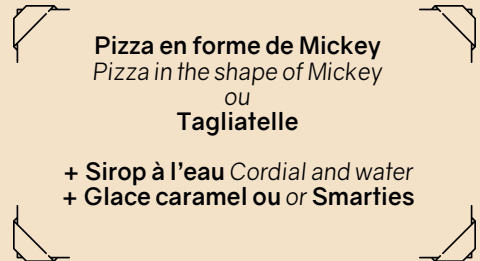 Pizza en forme de Mickey
Pizza in the shape of Mickey
ou
Tagliatelle
+ Sirop à l’eau Cordial and water
+ Glace caramel ou or Smarties